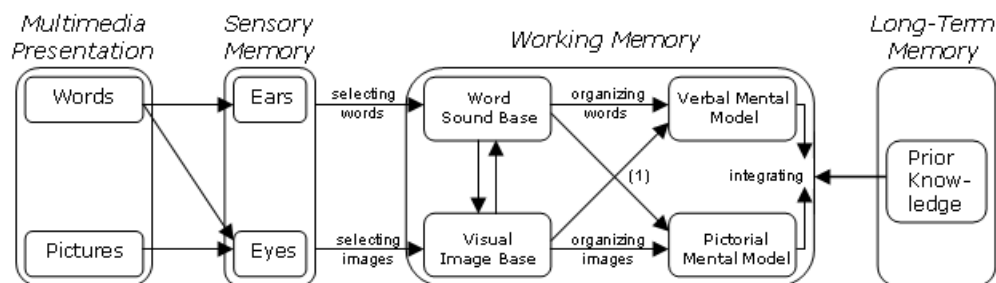 Multimedia
Presentation
Sensory
Memory
Working Memory
Long-Term
Memory
Words
Ears
selecting
words
Word
Sound Base
organizing
words
Verbal Mental
Model
(1)
integrating
Prior
Know-
ledge
Pictures
Eyes
selecting
images
Visual
Image Base
organizing
images
Pictorial
Mental Model